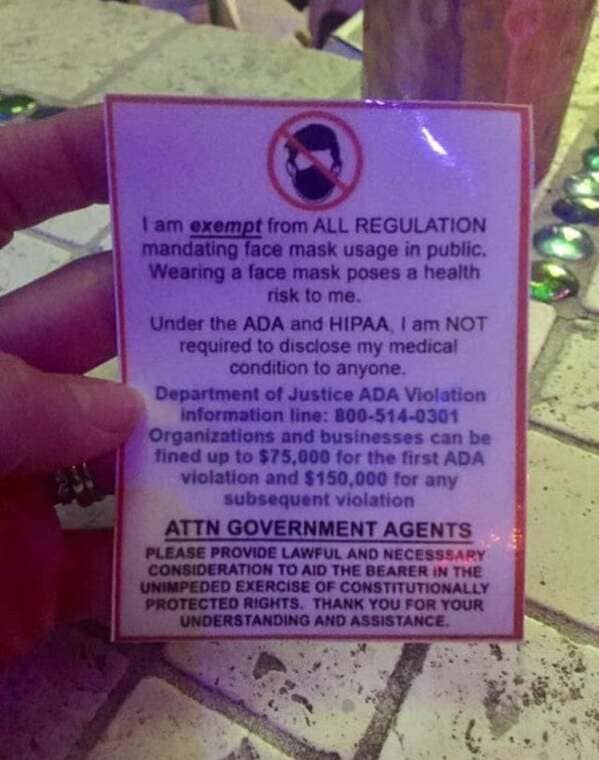 I am exempt from ALL REGULATION
mandating face mask usage in public.
Wearing a face mask poses a health
risk to me.
Under the ADA and HIPAA, I am NOT
required to disclose my medical
condition to anyone.
Department of Justice ADA Violation
information line: 800-514-0301
Organizations and businesses can be
fined up to $75,000 for the first ADA
violation and $150,000 for any
subsequent violation
ATTN GOVERNMENT AGENTS
PLEASE PROVIDE LAWFUL AND NECESSSARY
CONSIDERATION TO AID THE BEARER IN THE
UNIMPEDED EXERCISE OF CONSTITUTIONALLY
PROTECTED RIGHTS. THANK YOU FOR YOUR
UNDERSTANDING AND ASSISTANCE.